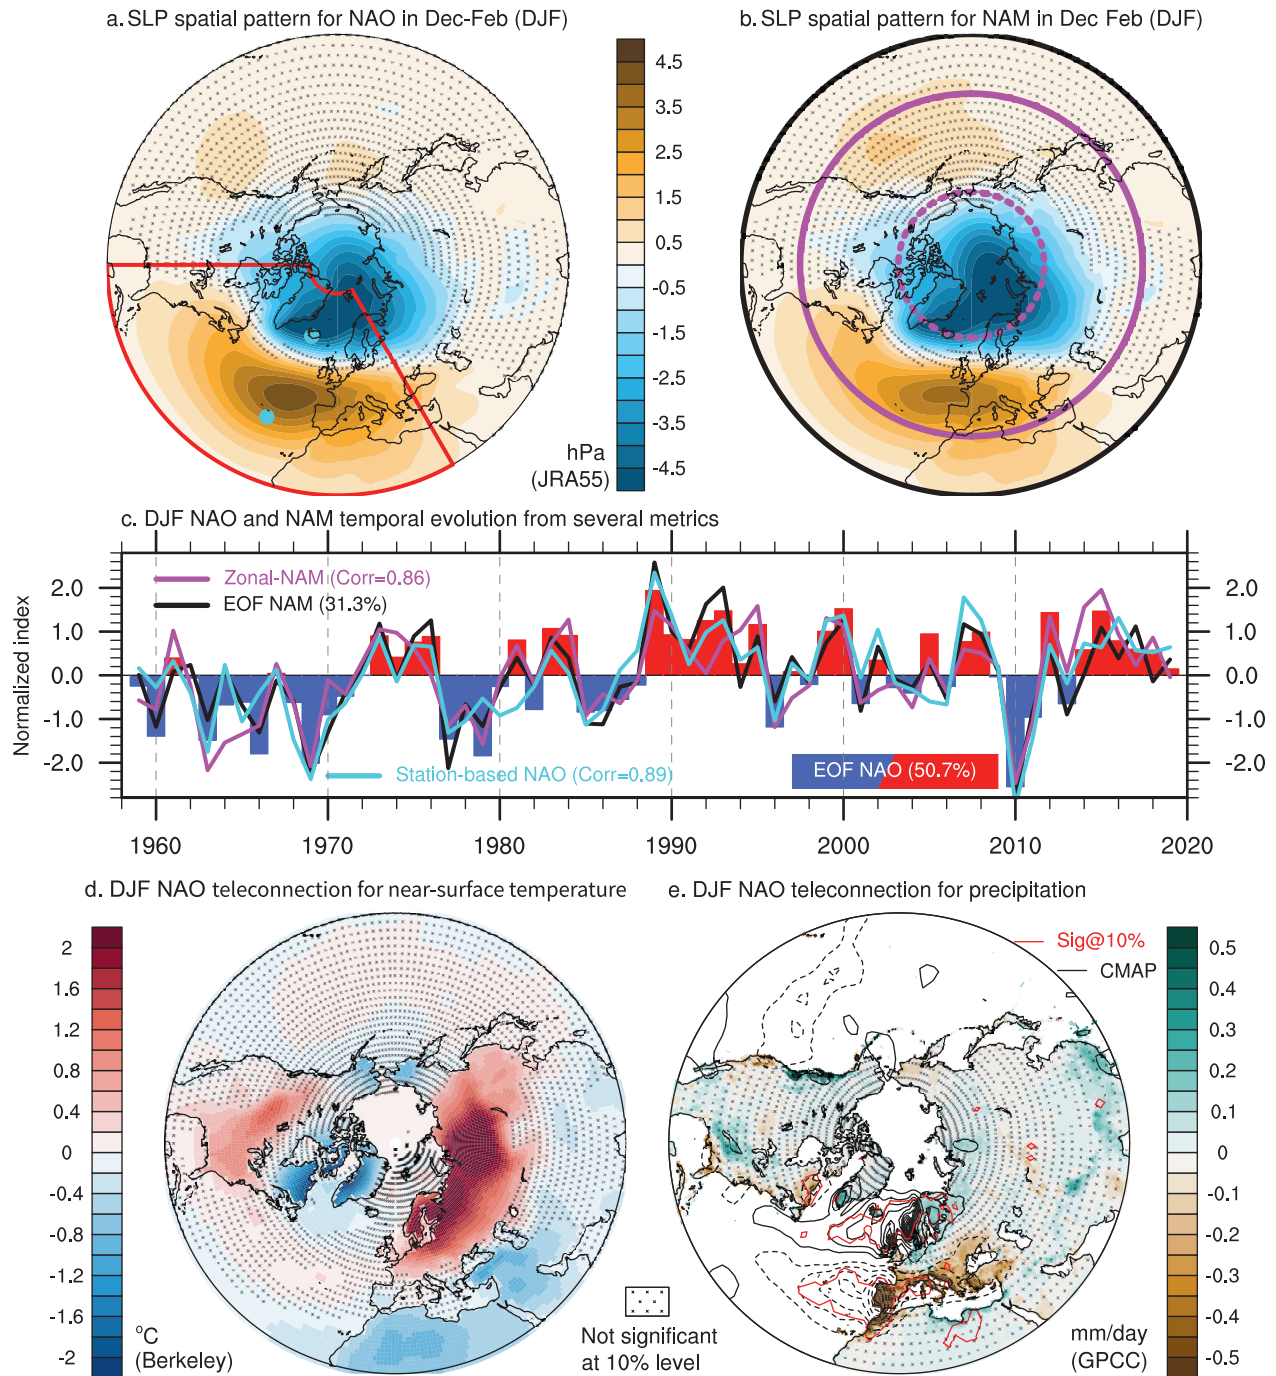 a. SLP spatial pattern for NAO in Dec-Feb (DJF)
b. SLP spatial pattern for NAM in Dec Feb (DJF)
4.5
3.5
2.5
1.5
0.5
-0.5
-1.5
-2.5
-3.5
-4.5
hPa
(JRA55)
c. DJF NAO and NAM temporal evolution from several metrics
Zonal-NAM (Corr=0.86)
EOF NAM (31.3%)
Station-based NAO (Corr=0.89)
EOF NAO (50.7%)
Normalized index
2.0
1.0
0.0
-1.0
-2.0
2.0
1.0
0.0
-1.0
-2.0
1960 1970 1980 1990 2000 2010 2020
d. DJF NAO teleconnection for near-surface temperature
e. DJF NAO teleconnection for precipitation
2
1.6
1.2
0.8
0.4
0
-0.4
-0.8
-1.2
-1.6
-2
°C
(Berkeley)
Not significant
at 10% level
Sig@10%
CMAP
0.5
0.4
0.3
0.2
0.1
0
-0.1
-0.2
-0.3
-0.4
-0.5
mm/day
(GPCC)